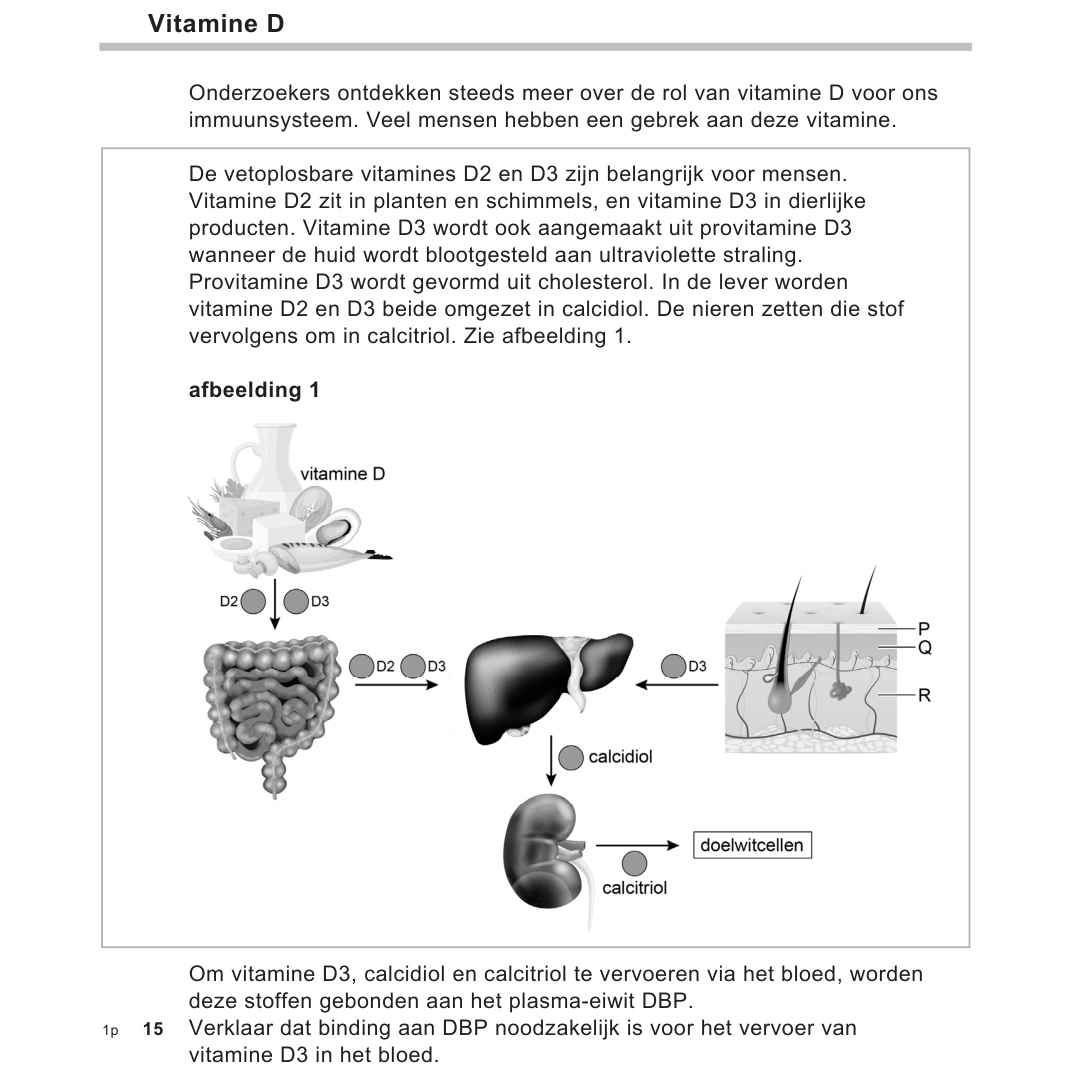 Vitamine D
Onderzoekers ontdekken steeds meer over de rol van vitamine D voor ons
immuunsysteem. Veel mensen hebben een gebrek aan deze vitamine.
De vetoplosbare vitamines D2 en D3 zijn belangrijk voor mensen.
Vitamine D2 zit in planten en schimmels, en vitamine D3 in dierlijke
producten. Vitamine D3 wordt ook aangemaakt uit provitamine D3
wanneer de huid wordt blootgesteld aan ultraviolette straling.
Provitamine D3 wordt gevormd uit cholesterol. In de lever worden
vitamine D2 en D3 beide omgezet in calcidiol. De nieren zetten die stof
vervolgens om in calcitriol. Zie afbeelding 1.
afbeelding 1
vitamine D
D2 D3
P
Q
D2 D3
D3
R
calcidiol
doelwitcellen
calcitriol
Om vitamine D3, calcidiol en calcitriol te vervoeren via het bloed, worden
deze stoffen gebonden aan het plasma-eiwit DBP.
1p 15 Verklaar dat binding aan DBP noodzakelijk is voor het vervoer van
vitamine D3 in het bloed.